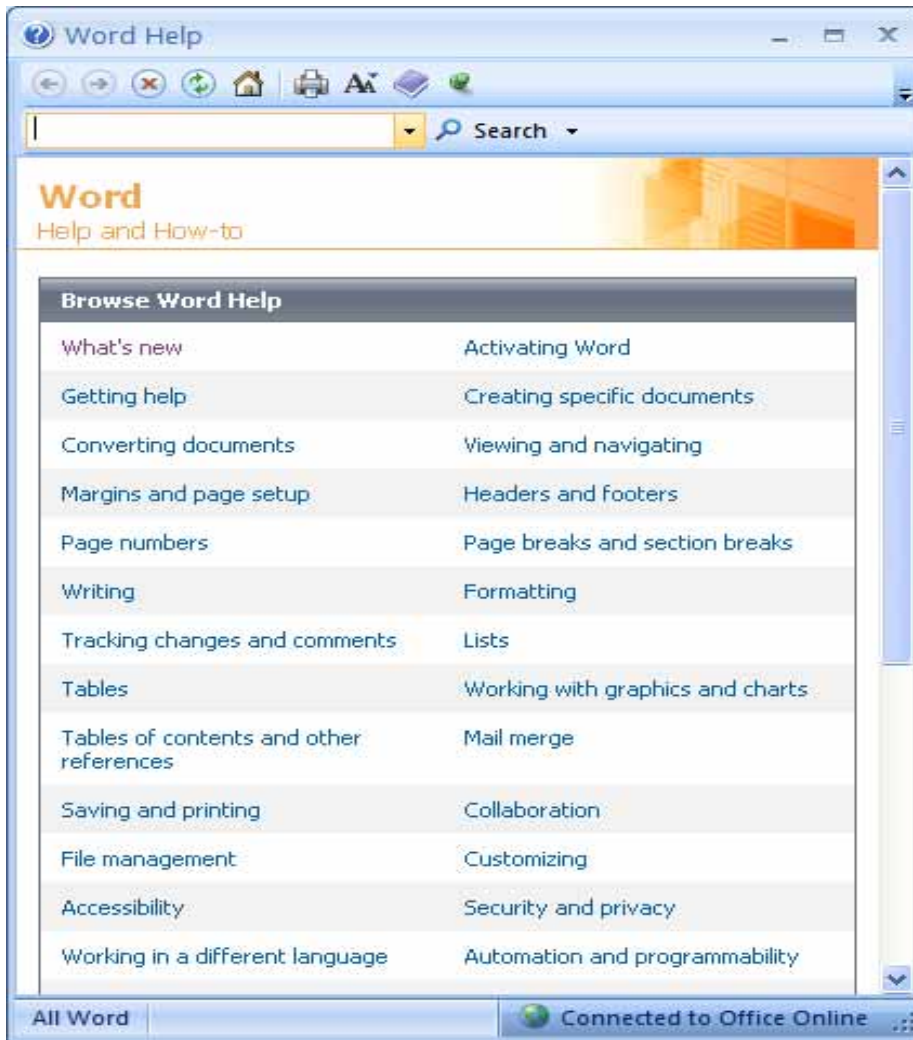 Word Help
Search
Word
Help and How-to
Browse Word Help
What's new
Activating Word
Getting help
Creating specific documents
Converting documents
Viewing and navigating
Margins and page setup
Headers and footers
Page numbers
Page breaks and section breaks
Writing
Formatting
Tracking changes and comments
Lists
Tables
Working with graphics and charts
Tables of contents and other
references
Mail merge
Saving and printing
Collaboration
File management
Customizing
Accessibility
Security and privacy
Working in a different language
Automation and programmability
All Word
Connected to Office Online